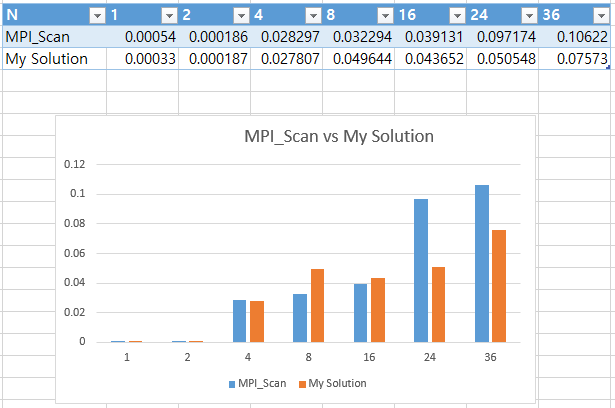 N 1 2 4 8 16 24 36
MPI_Scan 0.00054 0.000186 0.028297 0.032294 0.039131 0.097174 0.10622
My Solution 0.00033 0.000187 0.027807 0.049644 0.043652 0.050548 0.07573
MPI_Scan vs My Solution
0.12
0.1
0.08
0.06
0.04
0.02
0
1 2 4 8 16 24 36
MPI_Scan My Solution